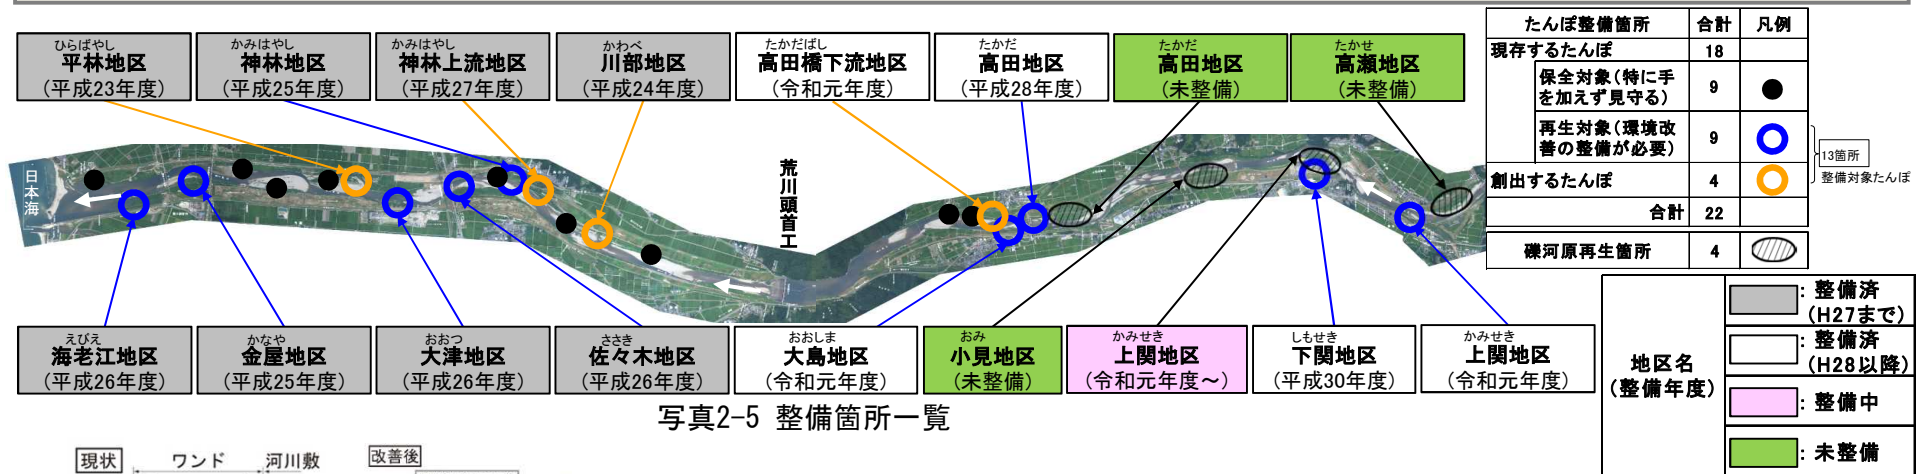 ひらばやし
平林地区
(平成23年度)
かみはやし
神林地区
(平成25年度)
かみはやし
神林上流地区
(平成27年度)
かわべ
川部地区
(平成24年度)
たかだばし
高田橋下流地区
(令和元年度)
たかだ
高田地区
(平成28年度)
たかだ
高田地区
(未整備)
たかせ
高瀬地区
(未整備)
たんぽ整備箇所 合計 凡例
現存するたんぽ 18
保全対象(特に手
を加えず見守る) 9
再生対象(環境改
善の整備が必要) 9
創出するたんぽ 4
合計 22
礫河原再生箇所 4
13箇所
整備対象たんぽ
日本海
荒川頭首工
えびえ
海老江地区
(平成26年度)
かなや
金屋地区
(平成25年度)
おおつ
大津地区
(平成26年度)
ささき
佐々木地区
(平成26年度)
おおしま
大島地区
(令和元年度)
おみ
小見地区
(未整備)
かみせき
上関地区
(令和元年度～)
しもせき
下関地区
(平成30年度)
かみせき
上関地区
(令和元年度)
地区名
(整備年度)
: 整備済
(H27まで)
: 整備済
(H28以降)
: 整備中
: 未整備
写真2-5 整備箇所一覧
現状 ワンド 河川敷 改善後